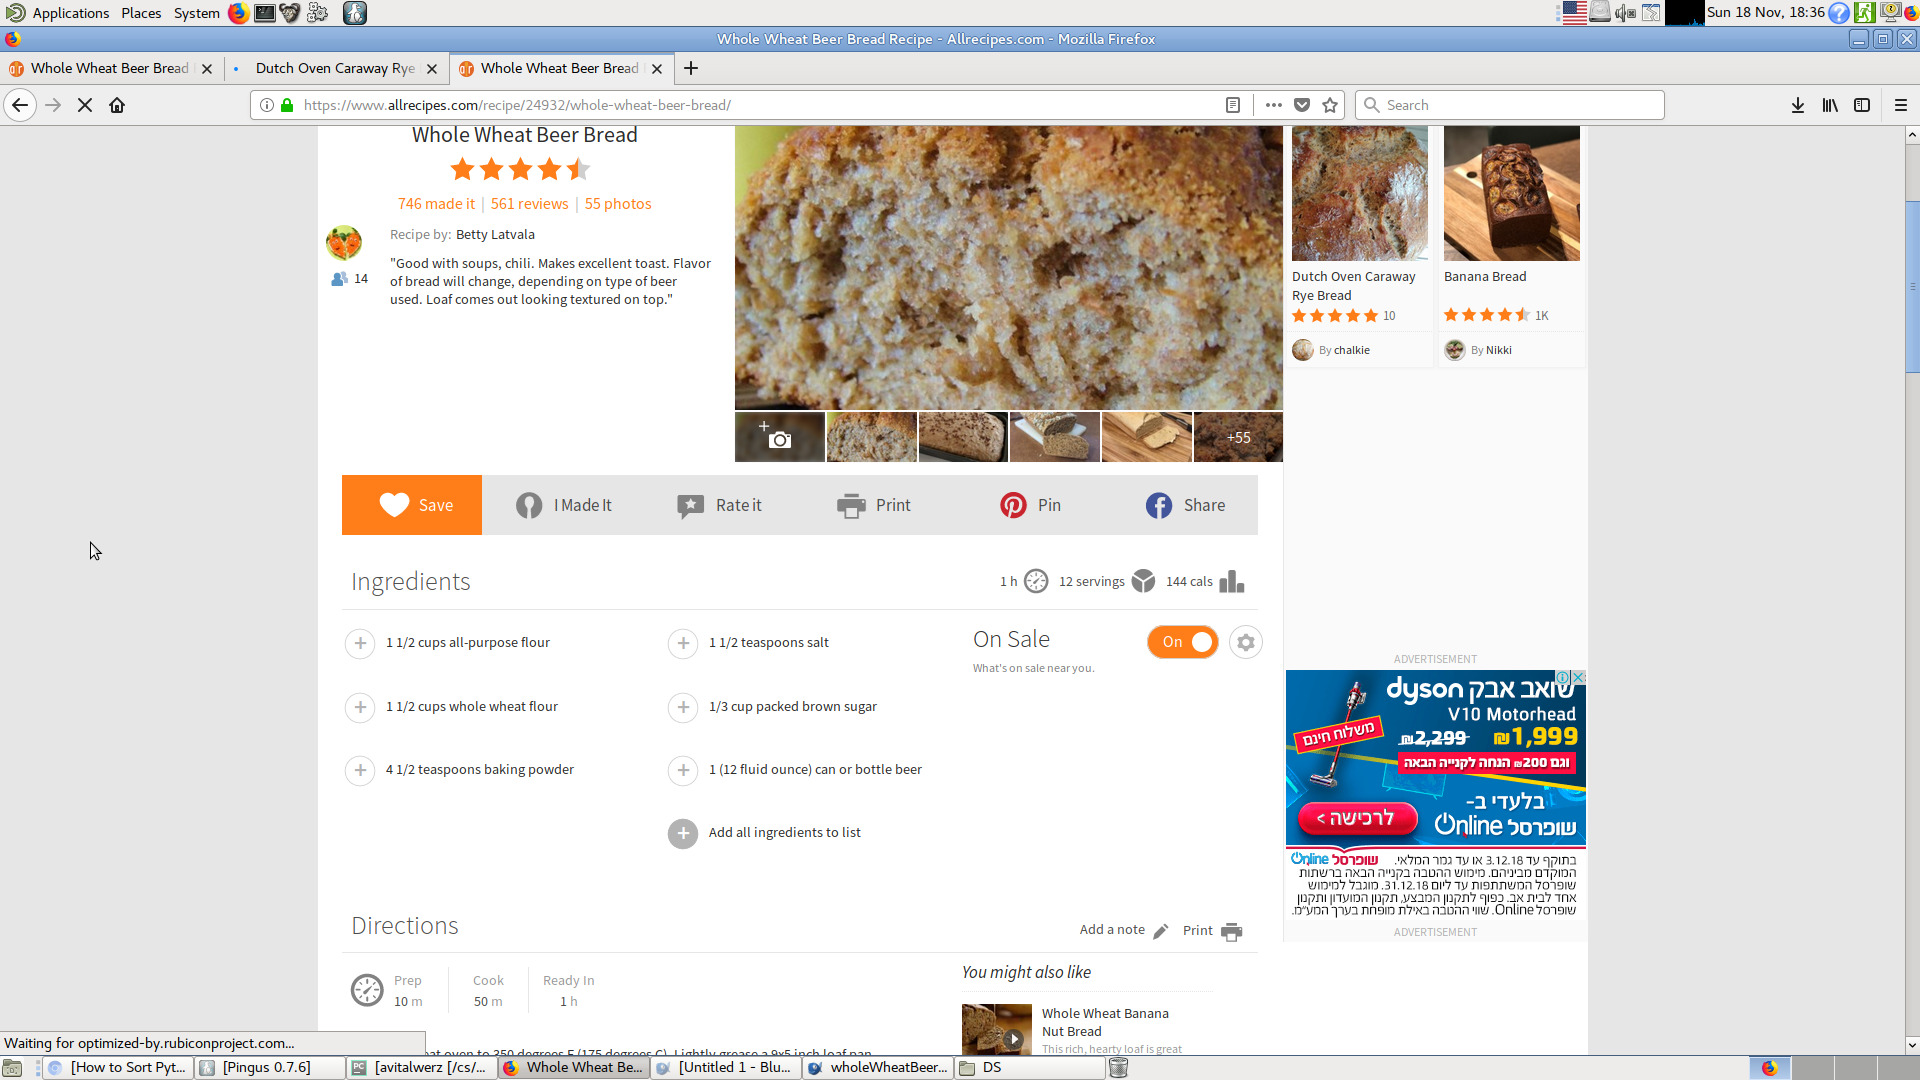 Applications Places System Sun 18 Nov, 18:36
Whole Wheat Beer Bread Recipe - Allrecipes.com - Mozilla Firefox
Whole Wheat Beer Bread Dutch Oven Caraway Rye Whole Wheat Beer Bread
https://www.allrecipes.com/recipe/24932/whole-wheat-beer-bread/ Search
Whole Wheat Beer Bread
746 made it | 561 reviews | 55 photos
Recipe by: Betty Latvala
14
"Good with soups, chili. Makes excellent toast. Flavor
of bread will change, depending on type of beer
used. Loaf comes out looking textured on top."
+55
Dutch Oven Caraway
Rye Bread
10
By chalkie
Banana Bread
1K
By Nikki
Save I Made It Rate it Print Pin Share
Ingredients
1 h 12 servings 144 cals
1 1/2 cups all-purpose flour
1 1/2 cups whole wheat flour
4 1/2 teaspoons baking powder
1 1/2 teaspoons salt
1/3 cup packed brown sugar
1 (12 fluid ounce) can or bottle beer
Add all ingredients to list
On Sale
On
What's on sale near you.
ADVERTISEMENT
שואב אבק dyson
V10 Motorhead
₪2,299 ₪1,999
משלוח חינם
וגם 200₪ הנחה לקנייה הבאה
בלעדי ב-
שופרסל Online
לרכישה >
שופרסל Online
בתוקף עד 3.12.18 או עד גמר המלאי.
המוקדם מביניהם. מימוש ההטבה בקנייה הבאה ברשתות
שופרסל המשתתפות עד ליום 31.12.18. מוגבל למימוש
אחד לבית אב. כפוף לתקנון המבצע, תקנון המועדון ותקנון
שופרסל Online. שווי ההטבה באילת מופחת בערך המע"מ.
ADVERTISEMENT
Directions
Add a note Print
Prep
10 m
Cook
50 m
Ready In
1 h
You might also like
Whole Wheat Banana
Nut Bread
This rich, hearty loaf is great
Waiting for optimized-by.rubiconproject.com...
oven to 350 degrees F (175 degrees C). Lightly grease a 9x5 inch loaf pan.
[How to Sort Pyt... [Pingus 0.7.6] [avitalwerz [/cs/... Whole Wheat Be... [Untitled 1 - Blu... wholeWheatBeer... DS